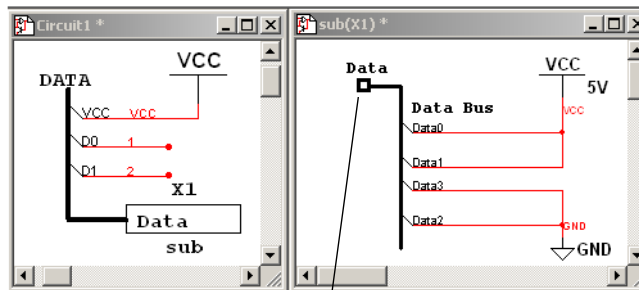 Circuit1 *
VCC
DATA
VCC VCC
D0 1
D1 2
X1
Data
sub
sub(X1) *
Data
VCC
5V
Data Bus
VCC
Data0
Data1
Data3
Data2
GND
GND